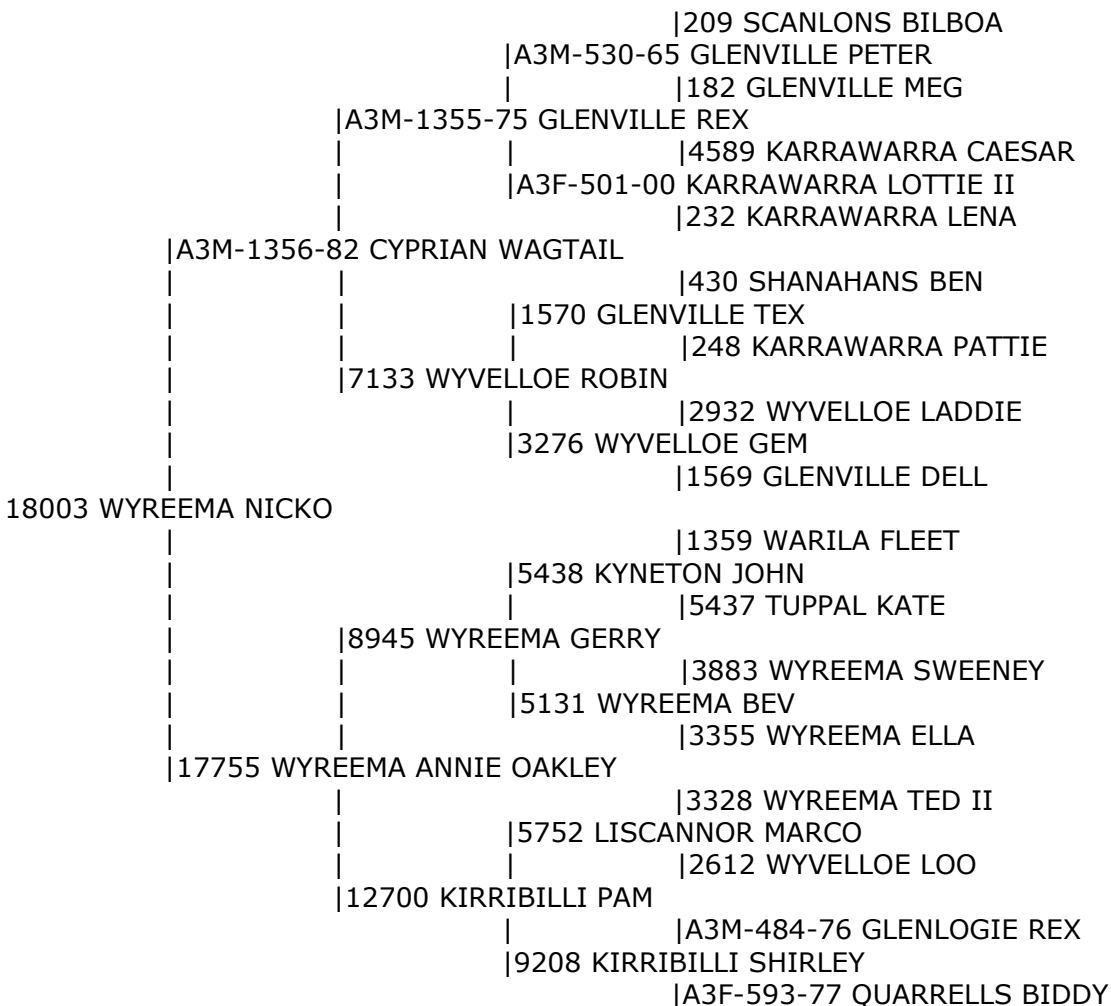 |209 SCANLONS BILBOA
|A3M-530-65 GLENVILLE PETER
| |182 GLENVILLE MEG
|A3M-1355-75 GLENVILLE REX
| | |4589 KARRAWARRA CAESAR
| |A3F-501-00 KARRAWARRA LOTTIE II
| |232 KARRAWARRA LENA
|A3M-1356-82 CYPRIAN WAGTAIL
| | |430 SHANAHANS BEN
| | |1570 GLENVILLE TEX
| | | |248 KARRAWARRA PATTIE
| |7133 WYVELLOE ROBIN
| | |2932 WYVELLOE LADDIE
| |3276 WYVELLOE GEM
| |1569 GLENVILLE DELL
18003 WYREEMA NICKO
| |1359 WARILA FLEET
| |5438 KYNETON JOHN
| | |5437 TUPPAL KATE
| |8945 WYREEMA GERRY
| | | |3883 WYREEMA SWEENEY
| | |5131 WYREEMA BEV
| | |3355 WYREEMA ELLA
|17755 WYREEMA ANNIE OAKLEY
| |3328 WYREEMA TED II
| |5752 LISCANNOR MARCO
| | |2612 WYVELLOE LOO
|12700 KIRRIBILLI PAM
| |A3M-484-76 GLENLOGIE REX
|9208 KIRRIBILLI SHIRLEY
|A3F-593-77 QUARRELLS BIDDY